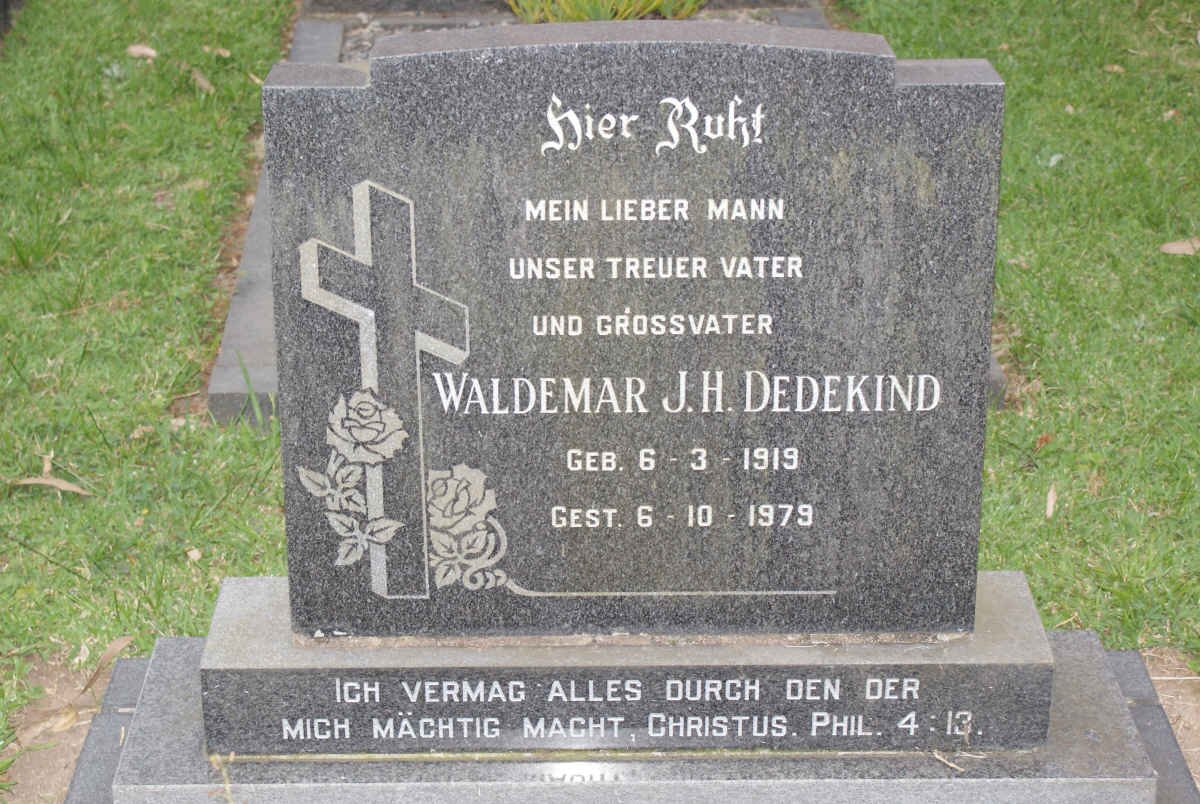 Hier Ruht
MEIN LIEBER MANN
UNSER TREUER VATER
UND GROSSVATER
WALDEMAR J.H. DEDEKIND
GEB. 6 - 3 - 1919
GEST. 6 - 10 - 1979
ICH VERMAG ALLES DURCH DEN DER
MICH MÄCHTIG MACHT, CHRISTUS. PHIL. 4:13.